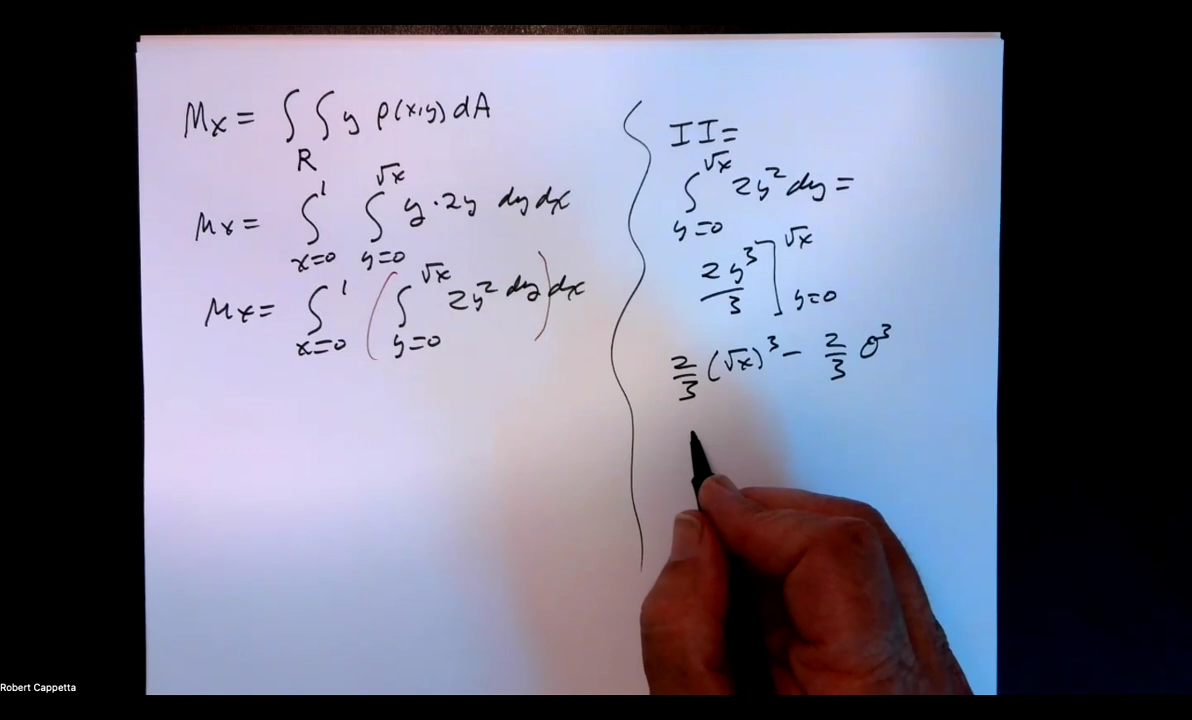 Mx = ∫∫ y ρ(x,y) dA
R
Mx = ∫ x=0 1 ∫ y=0 √x y · 2y dy dx
Mx = ∫ x=0 1 ( ∫ y=0 √x 2y² dy ) dx
II =
∫ y=0 √x 2y² dy =
2y³/3 ] y=0 √x
2/3 (√x)³ − 2/3 0³
Robert Cappetta